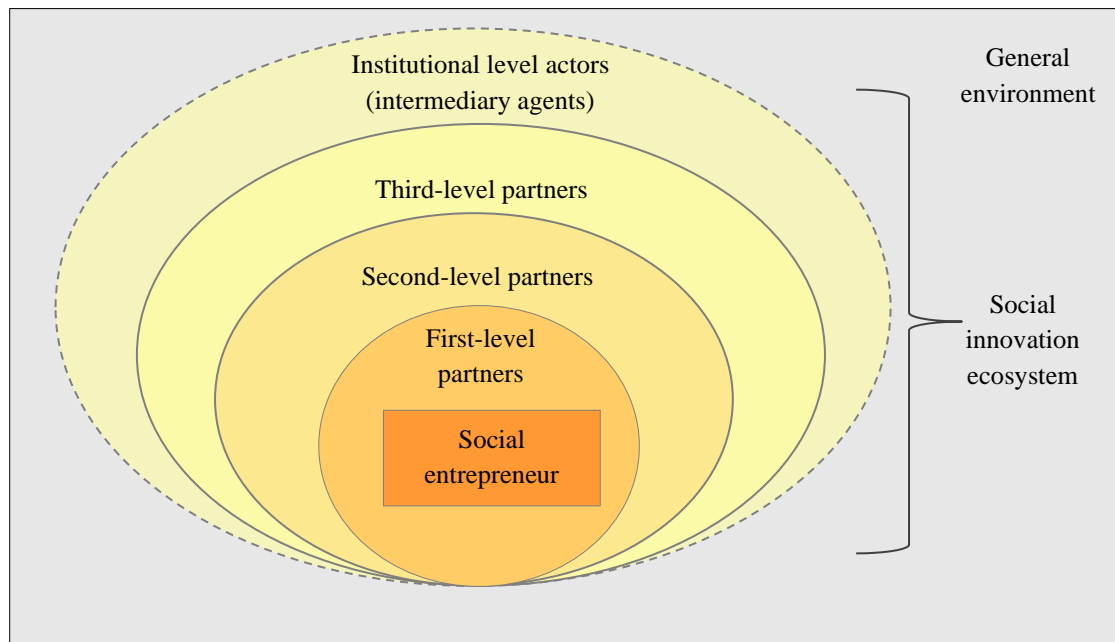 Institutional level actors
(intermediary agents)
General
environment
Third-level partners
Second-level partners
Social
innovation
ecosystem
First-level
partners
Social
entrepreneur